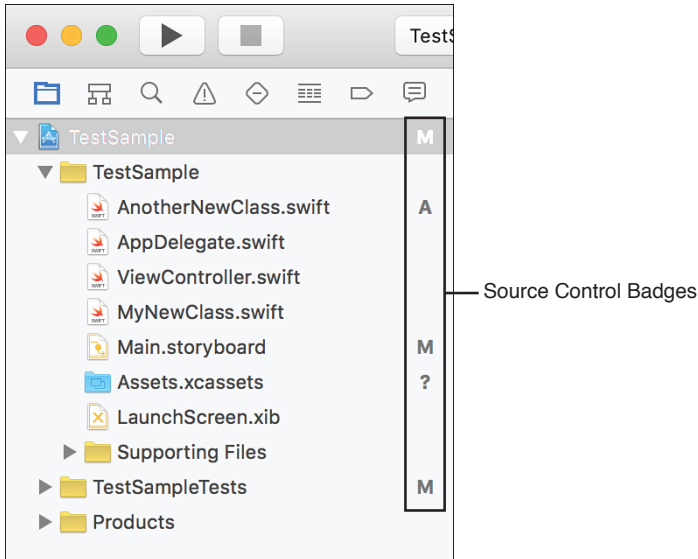 TestS
TestSample M
TestSample
AnotherNewClass.swift A
AppDelegate.swift
ViewController.swift
Source Control Badges
MyNewClass.swift
Main.storyboard M
Assets.xcassets ?
LaunchScreen.xib
Supporting Files
TestSampleTests M
Products